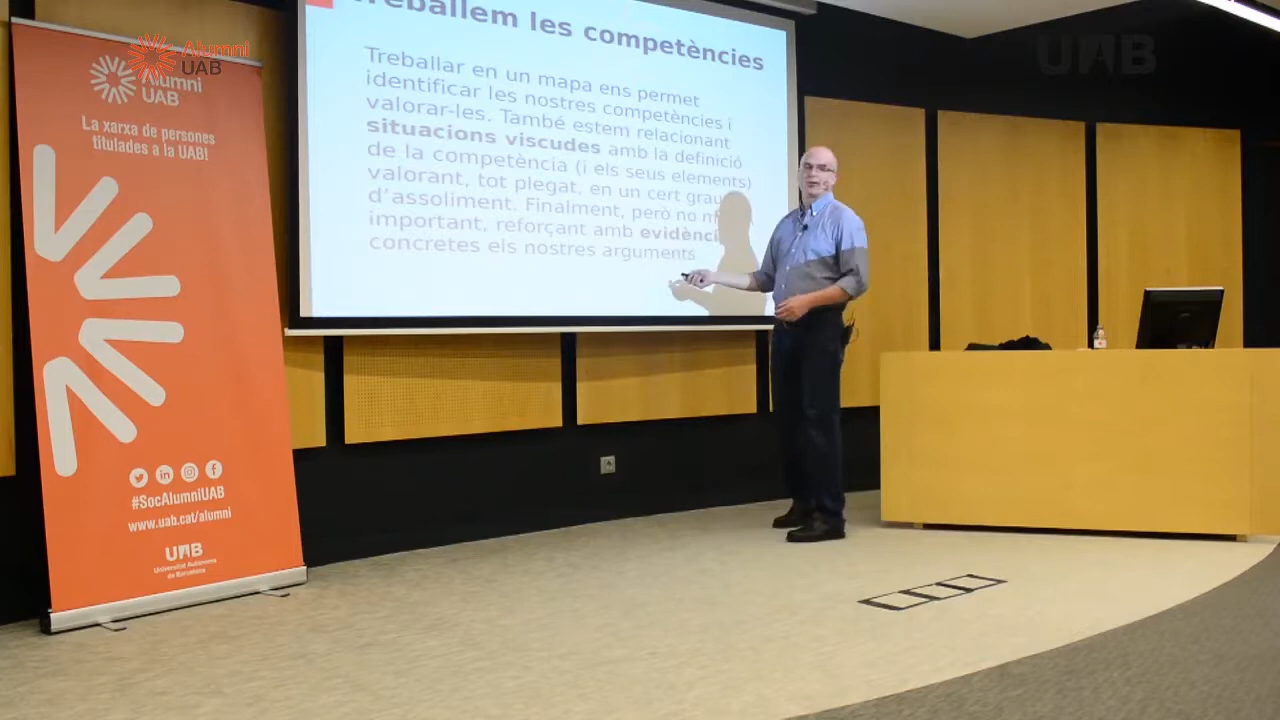 Alumni
UAB
Alumni
UAB
La xarxa de persones
titulades a la UAB!
#SocAlumniUAB
www.uab.cat/alumni
UAB
Universitat Autònoma
de Barcelona
Treballem les competències
Treballar en un mapa ens permet
identificar les nostres competències i
valorar-les. També estem relacionant
situacions viscudes amb la definició
de la competència (i els seus elements)
valorant, tot plegat, en un cert grau
d'assoliment. Finalment, però no
important, reforçant amb
concretes els nostres arguments
UAB